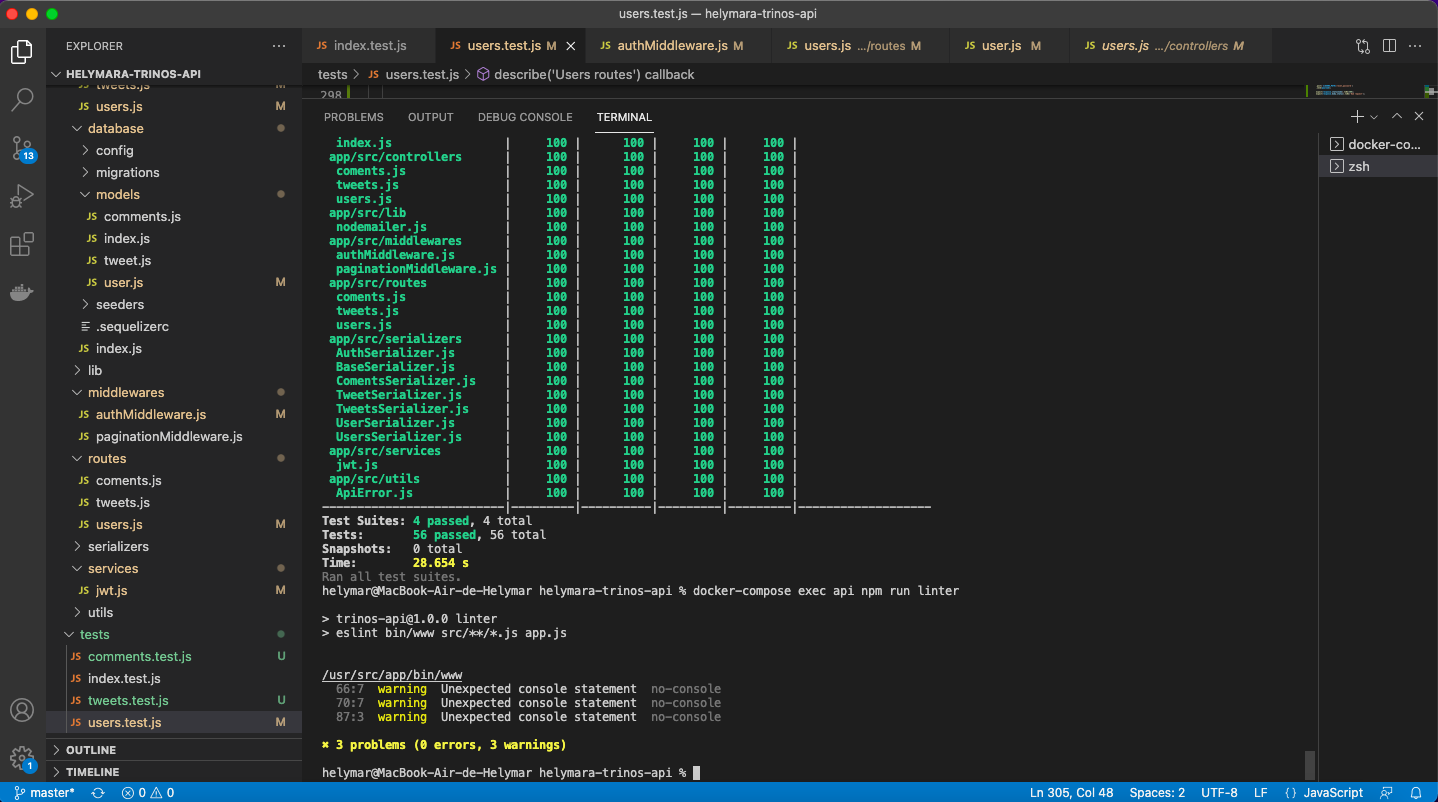 users.test.js — helymara-trinos-api
EXPLORER
HELYMARA-TRINOS-API
tweets.js M
JS users.js M
database
config
migrations
models
JS comments.js
JS index.js
JS tweet.js
JS user.js M
seeders
.sequelizerc
JS index.js
lib
middlewares
JS authMiddleware.js M
JS paginationMiddleware.js
routes
JS coments.js
JS tweets.js
JS users.js M
serializers
services
JS jwt.js M
utils
tests
JS comments.test.js U
JS index.test.js
JS tweets.test.js U
JS users.test.js M
OUTLINE
TIMELINE
13
1
JS index.test.js
JS users.test.js M
JS authMiddleware.js M
JS users.js .../routes M
JS user.js M
JS users.js .../controllers M
tests > JS users.test.js > describe('Users routes') callback
298
PROBLEMS OUTPUT DEBUG CONSOLE TERMINAL
index.js | 100 | 100 | 100 | 100 |
app/src/controllers | 100 | 100 | 100 | 100 |
coments.js | 100 | 100 | 100 | 100 |
tweets.js | 100 | 100 | 100 | 100 |
users.js | 100 | 100 | 100 | 100 |
app/src/lib | 100 | 100 | 100 | 100 |
nodemailer.js | 100 | 100 | 100 | 100 |
app/src/middlewares | 100 | 100 | 100 | 100 |
authMiddleware.js | 100 | 100 | 100 | 100 |
paginationMiddleware.js | 100 | 100 | 100 | 100 |
app/src/routes | 100 | 100 | 100 | 100 |
coments.js | 100 | 100 | 100 | 100 |
tweets.js | 100 | 100 | 100 | 100 |
users.js | 100 | 100 | 100 | 100 |
app/src/serializers | 100 | 100 | 100 | 100 |
AuthSerializer.js | 100 | 100 | 100 | 100 |
BaseSerializer.js | 100 | 100 | 100 | 100 |
ComentsSerializer.js | 100 | 100 | 100 | 100 |
TweetSerializer.js | 100 | 100 | 100 | 100 |
TweetsSerializer.js | 100 | 100 | 100 | 100 |
UserSerializer.js | 100 | 100 | 100 | 100 |
UsersSerializer.js | 100 | 100 | 100 | 100 |
app/src/services | 100 | 100 | 100 | 100 |
jwt.js | 100 | 100 | 100 | 100 |
app/src/utils | 100 | 100 | 100 | 100 |
ApiError.js | 100 | 100 | 100 | 100 |
--------------------------|---------|----------|---------|---------|-------------------
Test Suites: 4 passed, 4 total
Tests: 56 passed, 56 total
Snapshots: 0 total
Time: 28.654 s
Ran all test suites.
helymar@MacBook-Air-de-Helymar helymara-trinos-api % docker-compose exec api npm run linter
> trinos-api@1.0.0 linter
> eslint bin/www src/**/*.js app.js
/usr/src/app/bin/www
66:7 warning Unexpected console statement no-console
70:7 warning Unexpected console statement no-console
87:3 warning Unexpected console statement no-console
✖ 3 problems (0 errors, 3 warnings)
helymar@MacBook-Air-de-Helymar helymara-trinos-api %
docker-co...
zsh
master* 0 0
Ln 305, Col 48 Spaces: 2 UTF-8 LF {} JavaScript